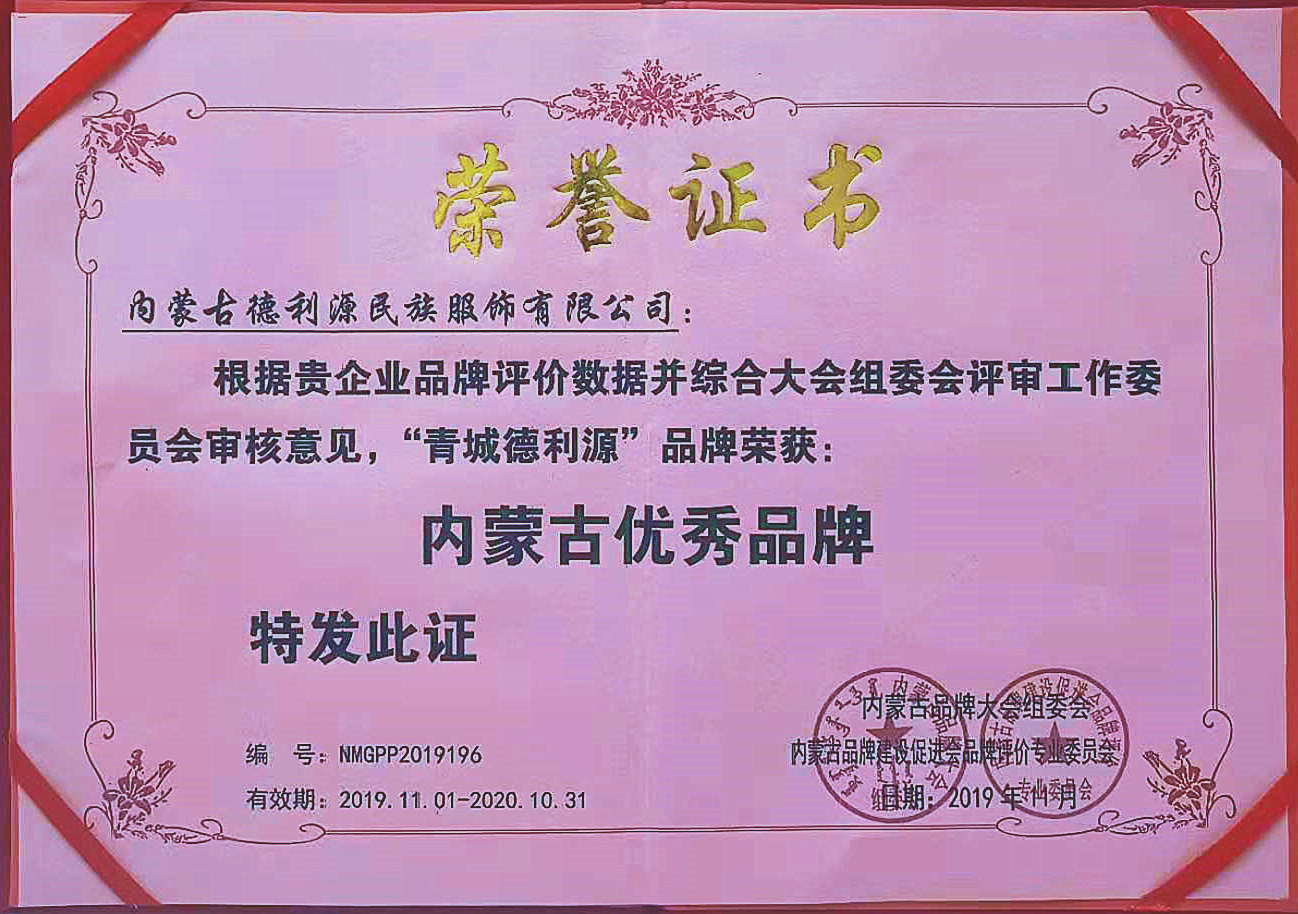 荣誉证书
内蒙古德利源民族服饰有限公司：
根据贵企业品牌评价数据并综合大会组委会评审工作委
员会审核意见，“青城德利源”品牌荣获：
内蒙古优秀品牌
特发此证
内蒙古品牌大会组委会
内蒙古品牌建设促进会品牌评价专业委员会
编　号：NMGPP2019196
有效期：2019.11.01-2020.10.31
日期：2019年11月
专业委员会